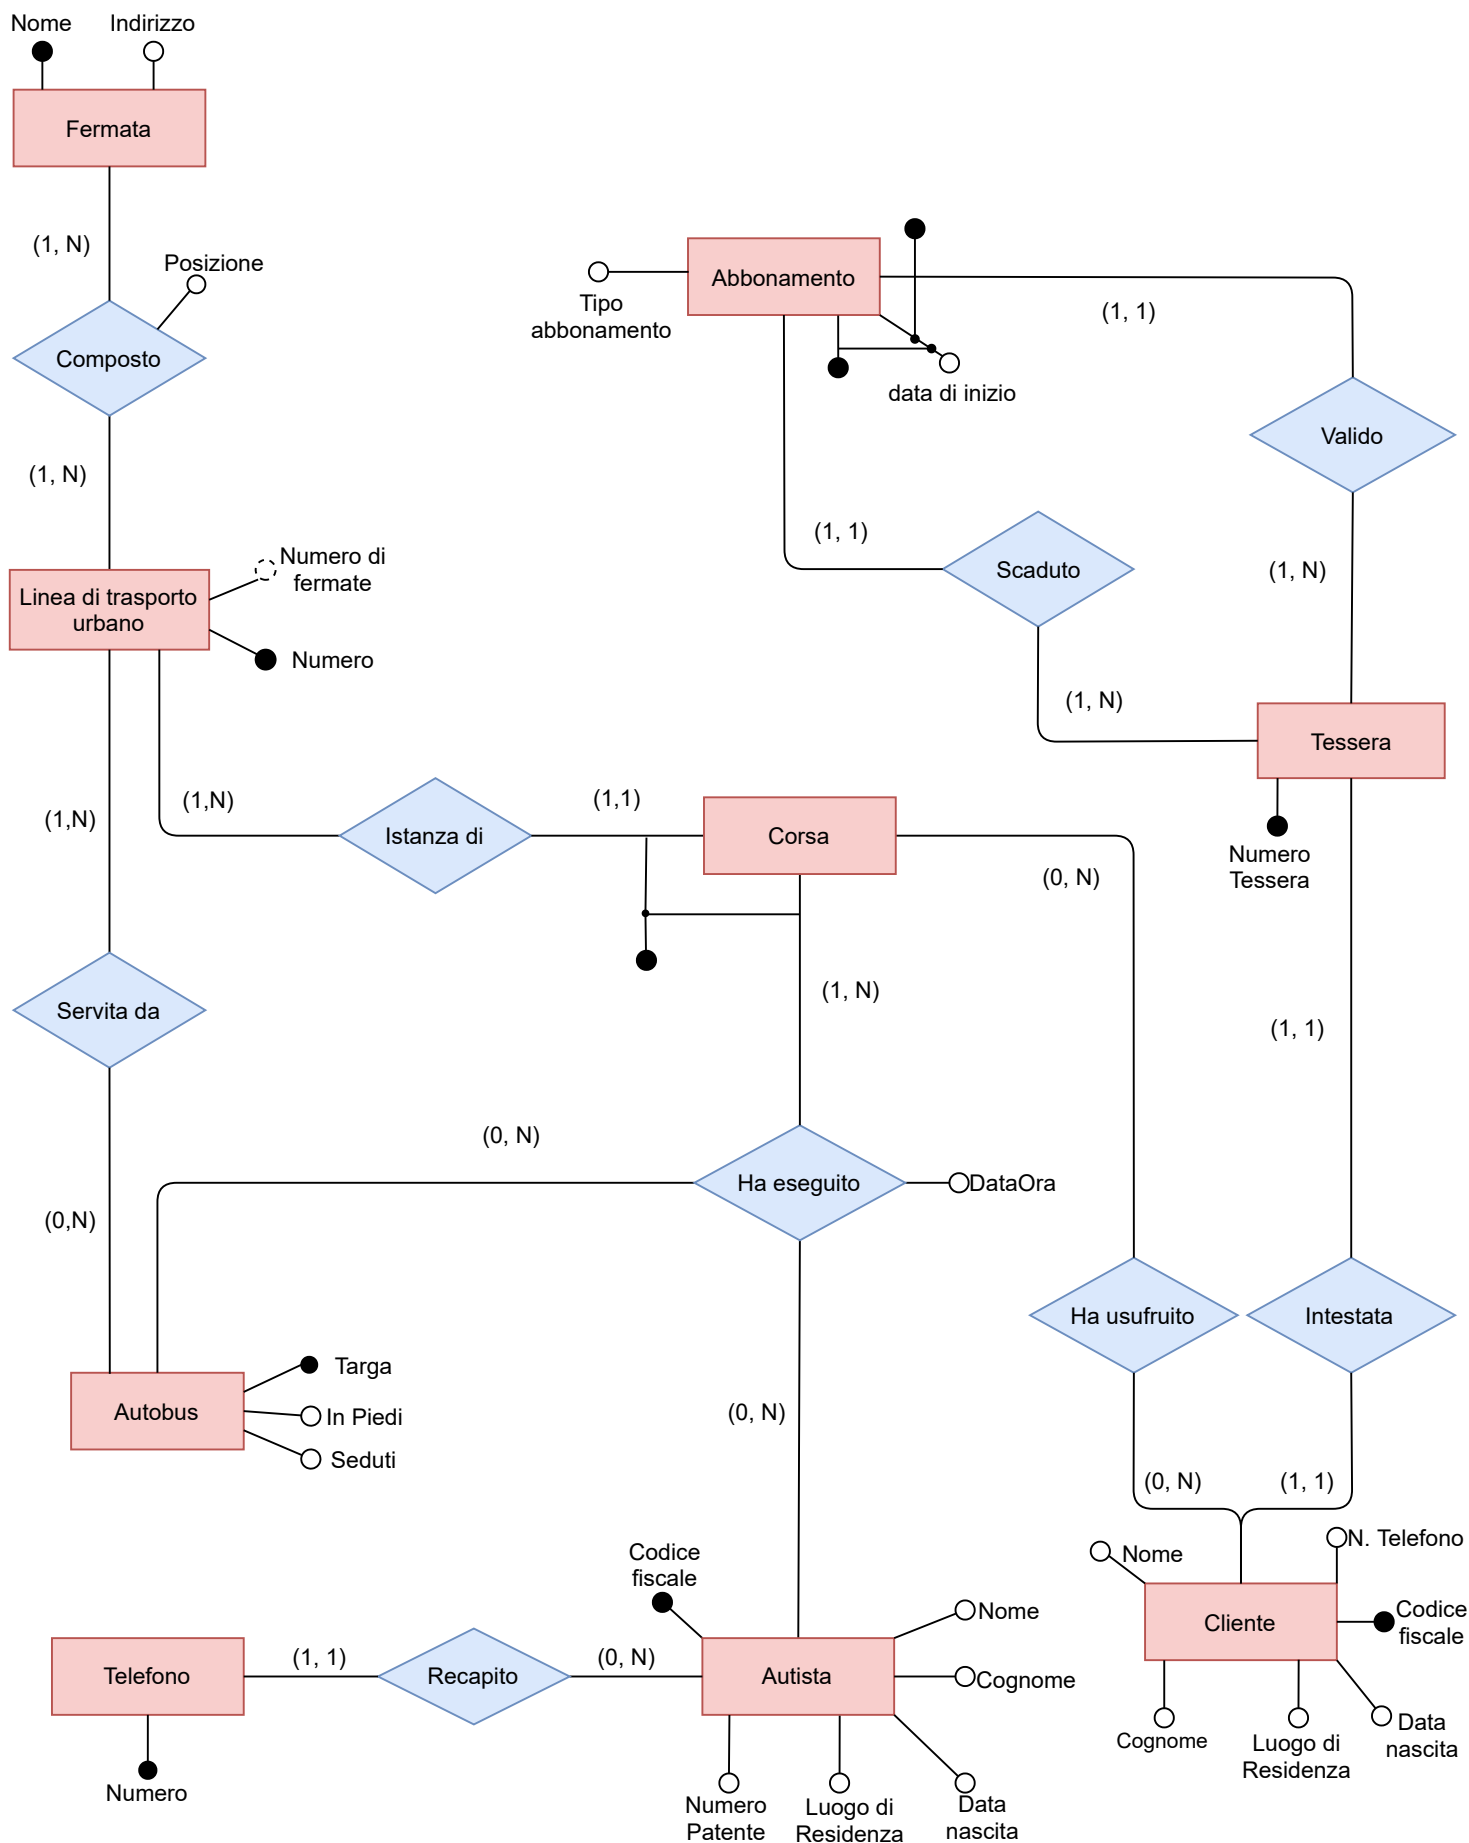 Nome
Indirizzo
Fermata
(1, N)
Posizione
Composto
(1, N)
Abbonamento
Tipo
abbonamento
data di inizio
(1, 1)
Valido
(1, 1)
Scaduto
(1, N)
(1, N)
Numero di
fermate
Linea di trasporto
urbano
Numero
Tessera
Numero
Tessera
(1,N)
(1,N)
Istanza di
(1,1)
Corsa
(0, N)
(1, N)
(1, 1)
Servita da
(0, N)
Ha eseguito
DataOra
(0,N)
Ha usufruito
Intestata
Targa
Autobus
In Piedi
Seduti
(0, N)
(0, N)
(1, 1)
Nome
N. Telefono
Cliente
Codice
fiscale
Cognome
Luogo di
Residenza
Data
nascita
Codice
fiscale
Nome
Telefono
(1, 1)
Recapito
(0, N)
Autista
Cognome
Numero
Numero
Patente
Luogo di
Residenza
Data
nascita